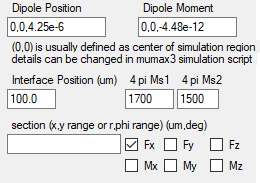 Dipole Position Dipole Moment
0,0,4.25e-6 0,0,-4.48e-12
(0,0) is usually defined as center of simulation region
details can be changed in mumax3 simulation script
Interface Position (um) 4 pi Ms1 4 pi Ms2
100.0 1700 1500
section (x,y range or r,phi range) (um,deg)
Fx Fy Fz
Mx My Mz